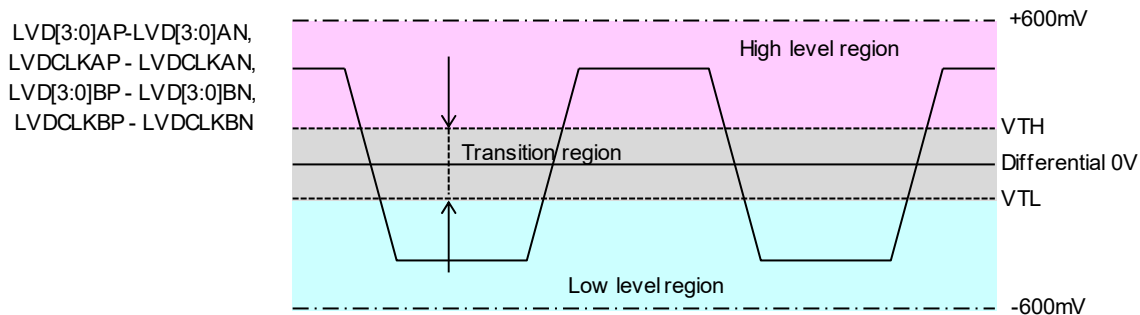 LVD[3:0]AP-LVD[3:0]AN,
LVDCLKAP - LVDCLKAN,
LVD[3:0]BP - LVD[3:0]BN,
LVDCLKBP - LVDCLKBN
+600mV
High level region
VTH
Transition region
Differential 0V
VTL
Low level region
-600mV